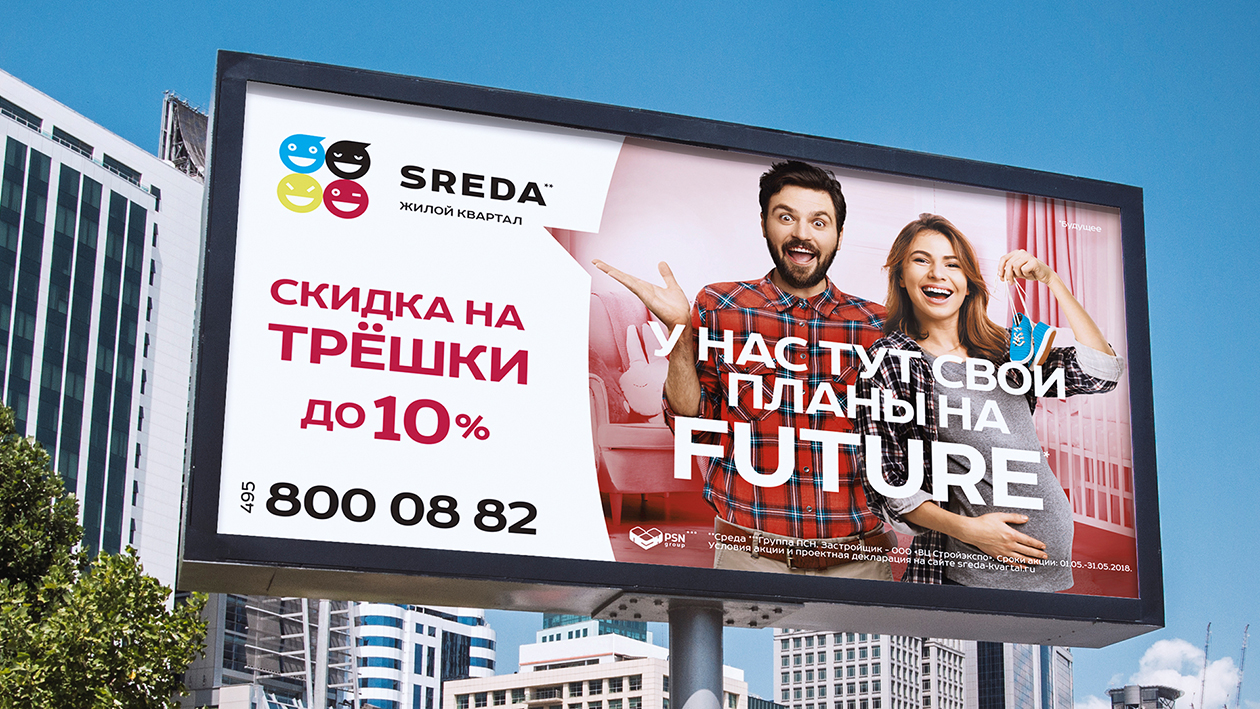 SREDA**
ЖИЛОЙ КВАРТАЛ
СКИДКА НА
ТРЁШКИ
ДО 10%
495 800 08 82
*Будущее
У НАС ТУТ СВОИ
ПЛАНЫ НА
FUTURE*
PSN***
group
**Среда ***Группа ПСН. Застройщик - ООО «ВЦ Стройэкспо». Сроки акции: 01.05.-31.05.2018.
Условия акции и проектная декларация на сайте sreda-kvartal.ru